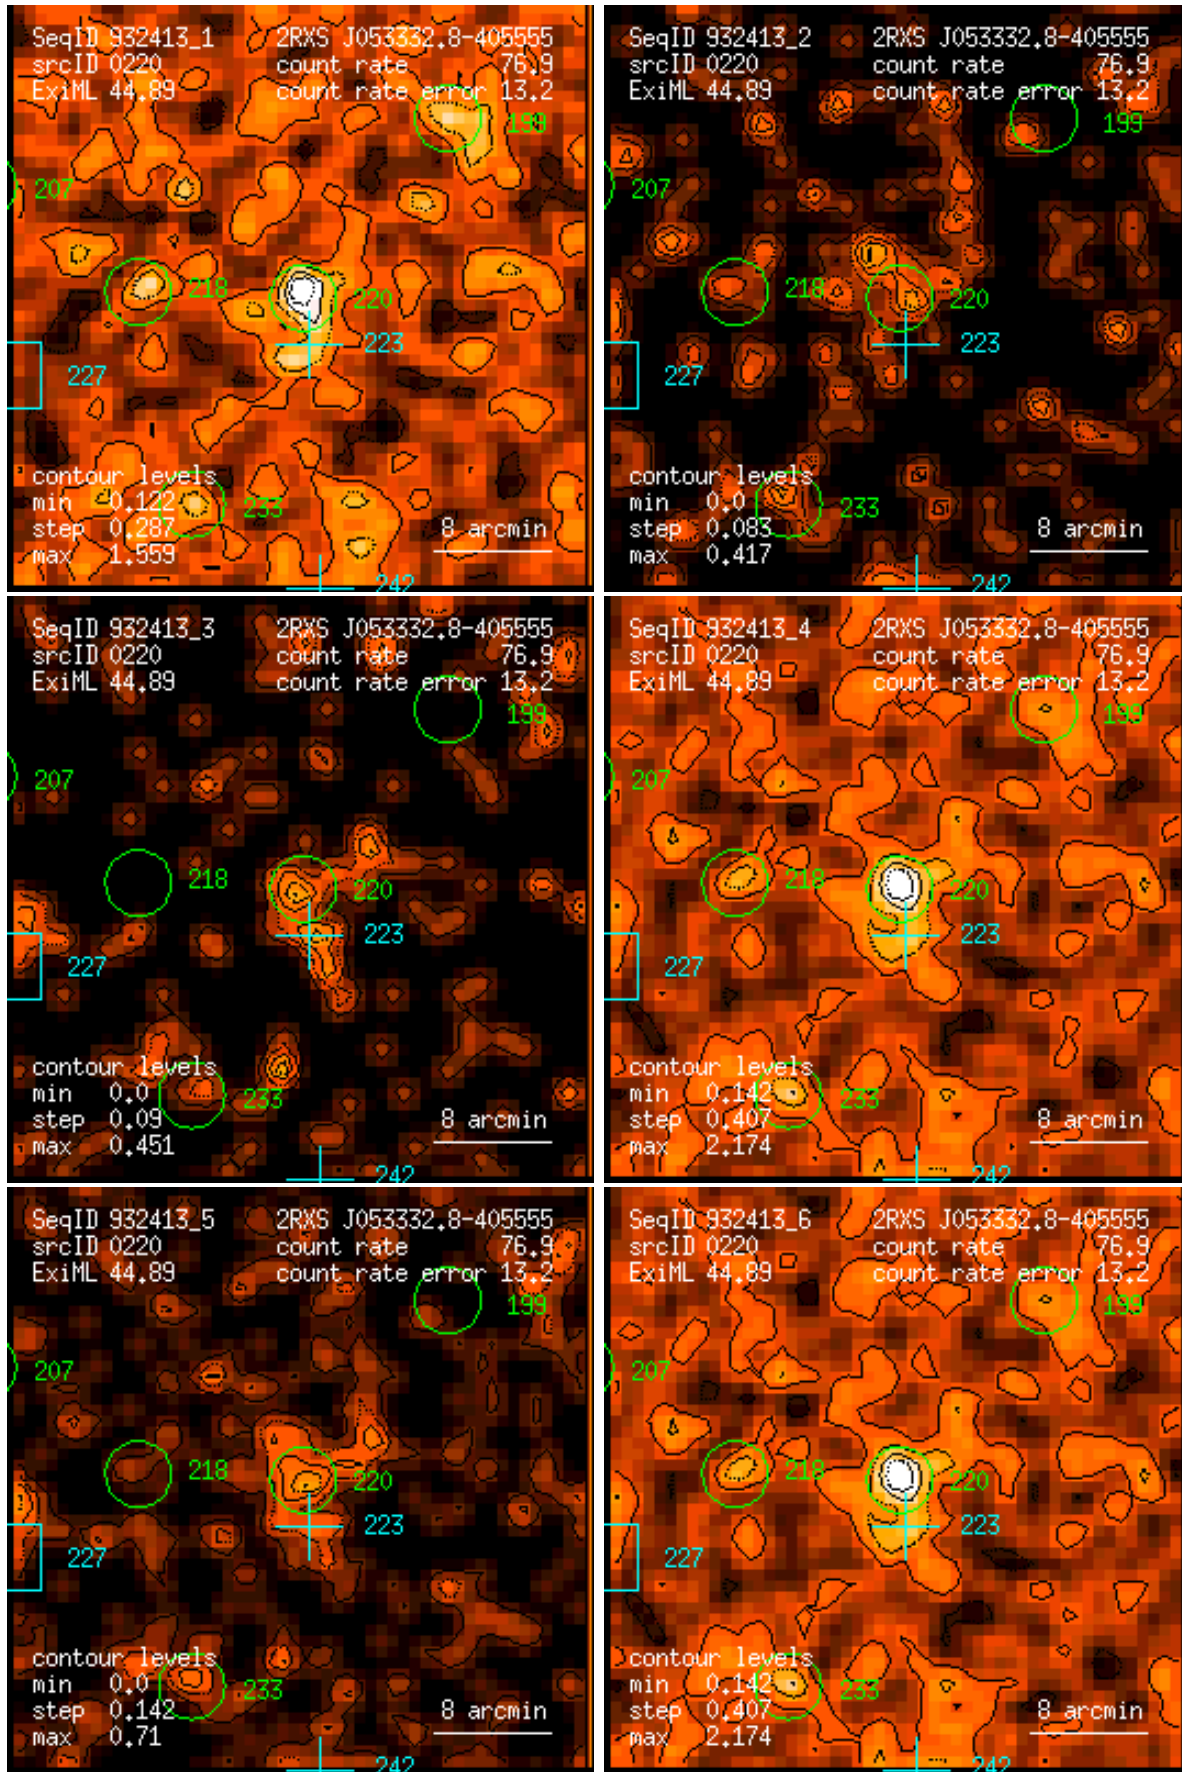 SeqID 932413_1 2RXS J053332.8-405555
srcID 0220 count rate 76.9
ExiML 44.89 count rate error 13.2
199
207
218 220
223
227
contour levels
min 0.122 233
step 0.287 8 arcmin
max 1.559
242
SeqID 932413_2 2RXS J053332.8-405555
srcID 0220 count rate 76.9
ExiML 44.89 count rate error 13.2
199
207
218 220
223
227
contour levels
min 0.0 233
step 0.083 8 arcmin
max 0.417
242
SeqID 932413_3 2RXS J053332.8-405555
srcID 0220 count rate 76.9
ExiML 44.89 count rate error 13.2
199
207
218 220
223
227
contour levels
min 0.0 233
step 0.09 8 arcmin
max 0.451
242
SeqID 932413_4 2RXS J053332.8-405555
srcID 0220 count rate 76.9
ExiML 44.89 count rate error 13.2
199
207
218 220
223
227
contour levels
min 0.142 233
step 0.407 8 arcmin
max 2.174
242
SeqID 932413_5 2RXS J053332.8-405555
srcID 0220 count rate 76.9
ExiML 44.89 count rate error 13.2
199
207
218 220
223
227
contour levels
min 0.0 233
step 0.142 8 arcmin
max 0.71
242
SeqID 932413_6 2RXS J053332.8-405555
srcID 0220 count rate 76.9
ExiML 44.89 count rate error 13.2
199
207
218 220
223
227
contour levels
min 0.142 233
step 0.407 8 arcmin
max 2.174
242